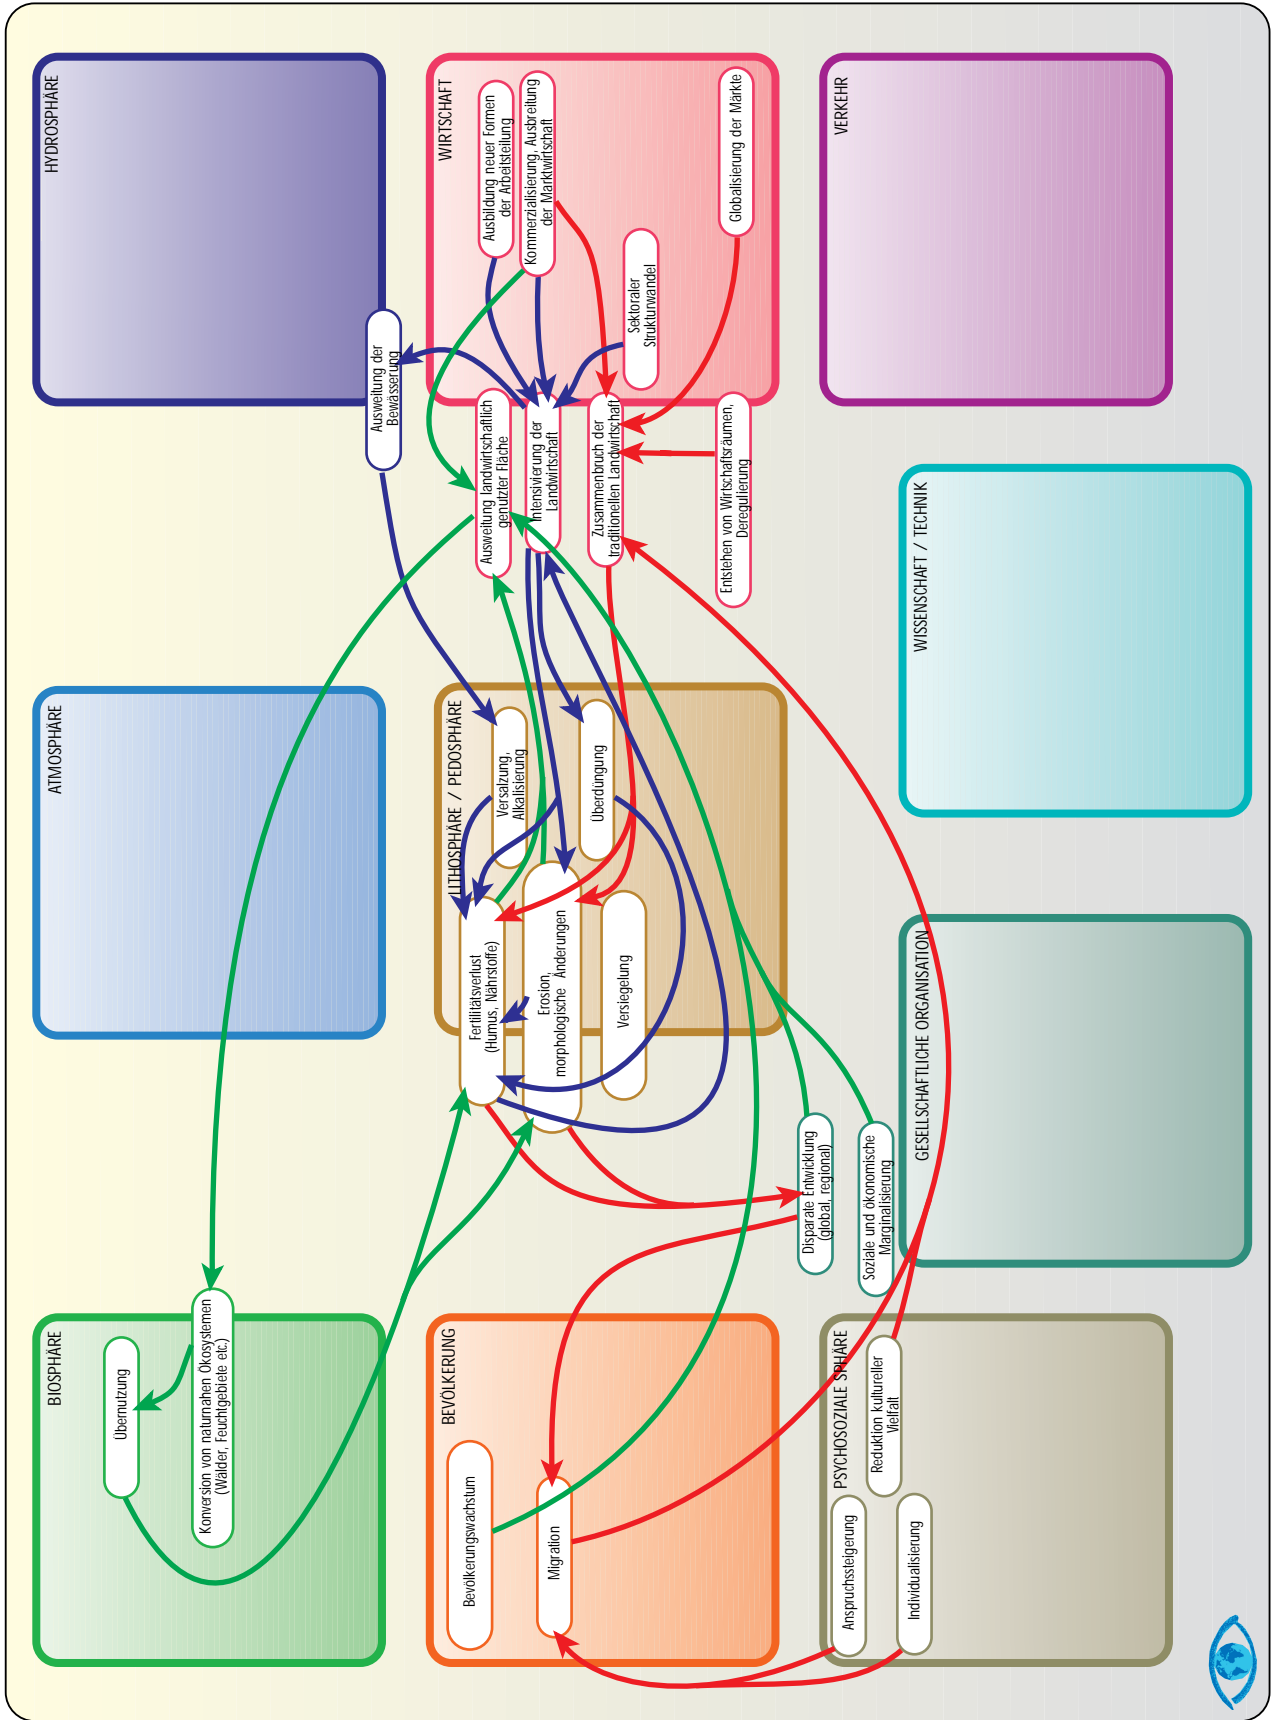 BIOSPHÄRE
Übernutzung
Konversion von naturnahen Ökosystemen
(Wälder, Feuchtgebiete etc.)
ATMOSPHÄRE
HYDROSPHÄRE
Ausweitung der
Bewässerung
BEVÖLKERUNG
Bevölkerungswachstum
Migration
LITHOSPHÄRE / PEDOSPHÄRE
Fertilitätsverlust
(Humus, Nährstoffe)
Versalzung,
Alkalisierung
Erosion,
morphologische Änderungen
Überdüngung
Versiegelung
WIRTSCHAFT
Ausbildung neuer Formen
der Arbeitsteilung
Kommerzialisierung, Ausbreitung
der Marktwirtschaft
Ausweitung landwirtschaftlich
genutzter Fläche
Intensivierung der
Landwirtschaft
Zusammenbruch der
traditionellen Landwirtschaft
Sektoraler
Strukturwandel
Entstehen von Wirtschaftsräumen,
Deregulierung
Globalisierung der Märkte
PSYCHOSOZIALE SPHÄRE
Anspruchssteigerung
Reduktion kultureller
Vielfalt
Individualisierung
Disparate Entwicklung
(global, regional)
Soziale und ökonomische
Marginalisierung
GESELLSCHAFTLICHE ORGANISATION
WISSENSCHAFT / TECHNIK
VERKEHR